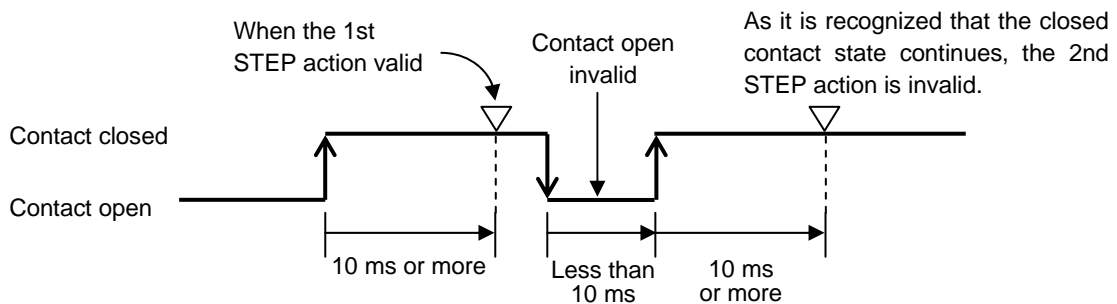 When the 1st
STEP action valid
Contact open
invalid
As it is recognized that the closed
contact state continues, the 2nd
STEP action is invalid.
Contact closed
Contact open
10 ms or more
Less than
10 ms
10 ms
or more